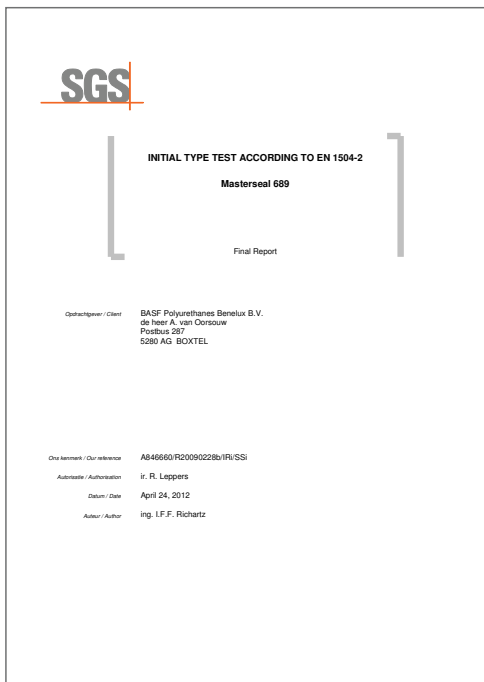 SGS
INITIAL TYPE TEST ACCORDING TO EN 1504-2
Masterseal 689
Final Report
Opdrachtgever / Client BASF Polyurethanes Benelux B.V.
de heer A. van Oorsouw
Postbus 287
5280 AG BOXTEL
Ons kenmerk / Our reference A846660/R20090228b/IRi/SSi
Autorisatie / Authorisation ir. R. Leppers
Datum / Date April 24, 2012
Auteur / Author ing. I.F.F. Richartz